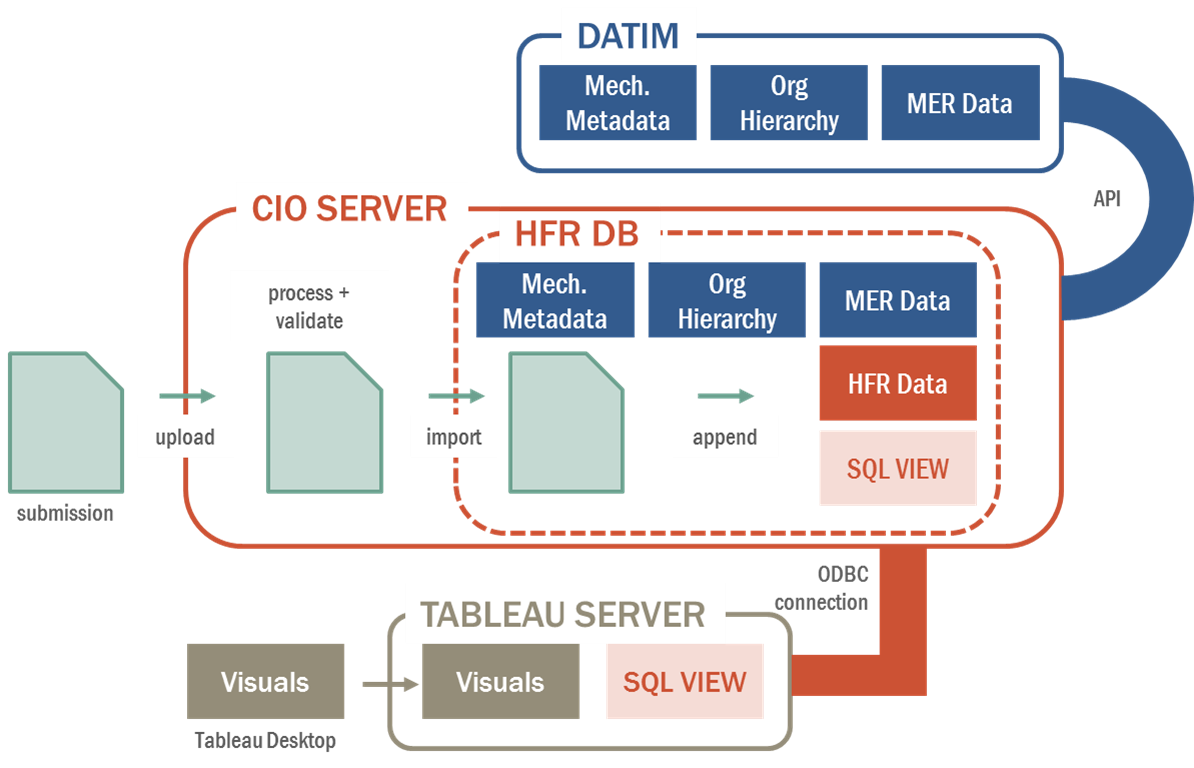 DATIM
Mech.
Metadata
Org
Hierarchy
MER Data
API
CIO SERVER
HFR DB
Mech.
Metadata
Org
Hierarchy
MER Data
process +
validate
HFR Data
upload
import
append
SQL VIEW
submission
ODBC
connection
TABLEAU SERVER
Visuals
Visuals
SQL VIEW
Tableau Desktop